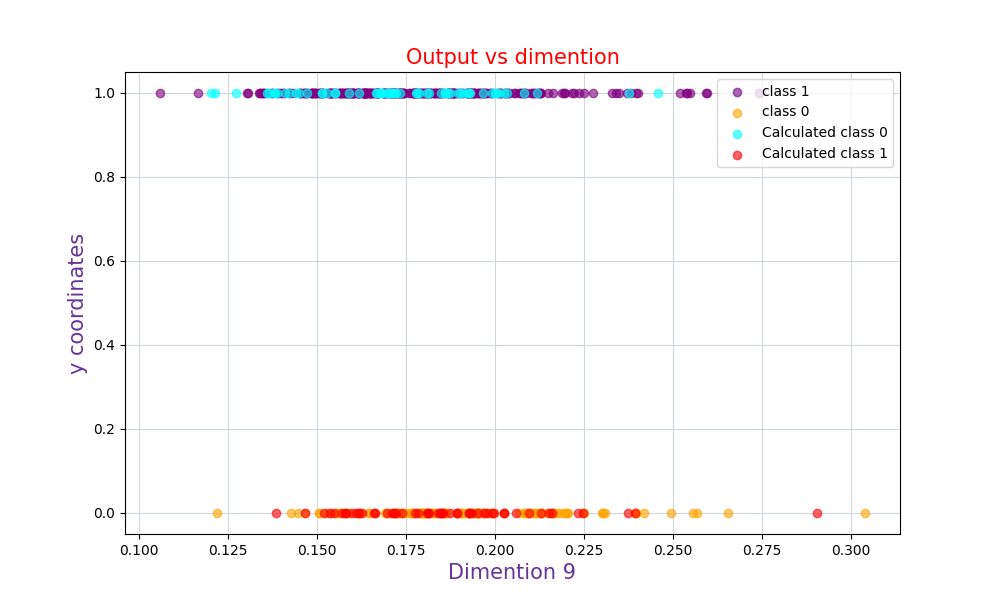 Output vs dimention
1.0
0.8
0.6
0.4
0.2
0.0
y coordinates
class 1
class 0
Calculated class 0
Calculated class 1
0.100 0.125 0.150 0.175 0.200 0.225 0.250 0.275 0.300
Dimention 9